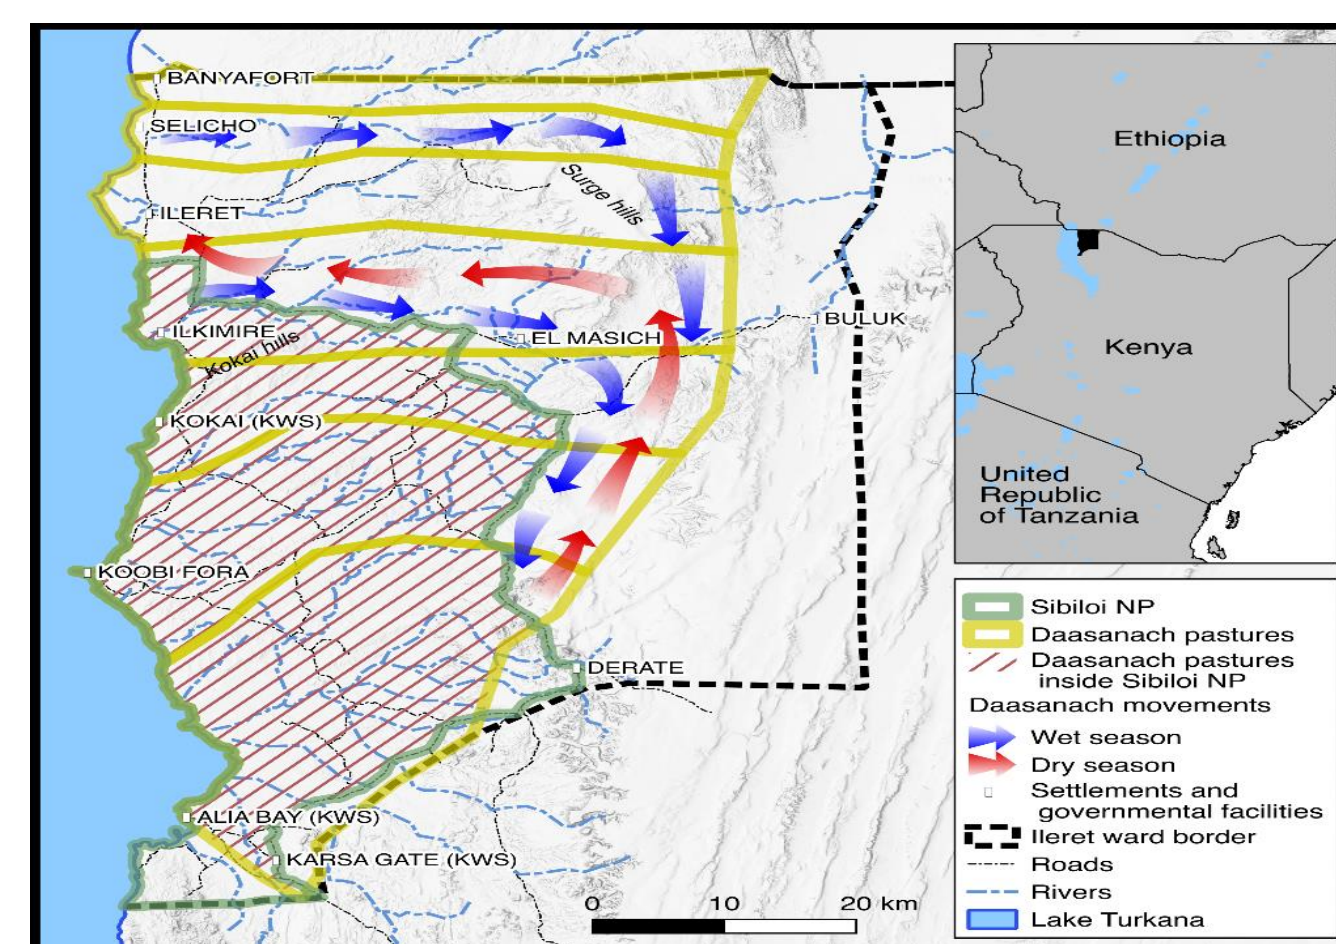 BANYAFORT
SELICHO
Surge hills
ILERET
ILKIMIRE
Kokai hills
EL MASICH
BULUK
KOKAI (KWS)
KOOBI FORA
DERATE
ALIA BAY (KWS)
KARSA GATE (KWS)
0 10 20 km
Ethiopia
Kenya
United
Republic
of Tanzania
Sibiloi NP
Daasanach pastures
Daasanach pastures
inside Sibiloi NP
Daasanach movements
Wet season
Dry season
Settlements and
governmental facilities
Ileret ward border
Roads
Rivers
Lake Turkana